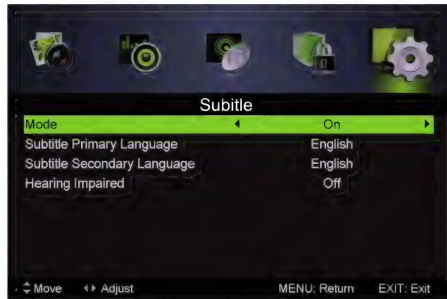 Subitle
Mode On
Subtitle Primary Language English
Subtitle Secondary Language English
Hearing Impaired Off
Move Adjust MENU: Return EXIT: Exit